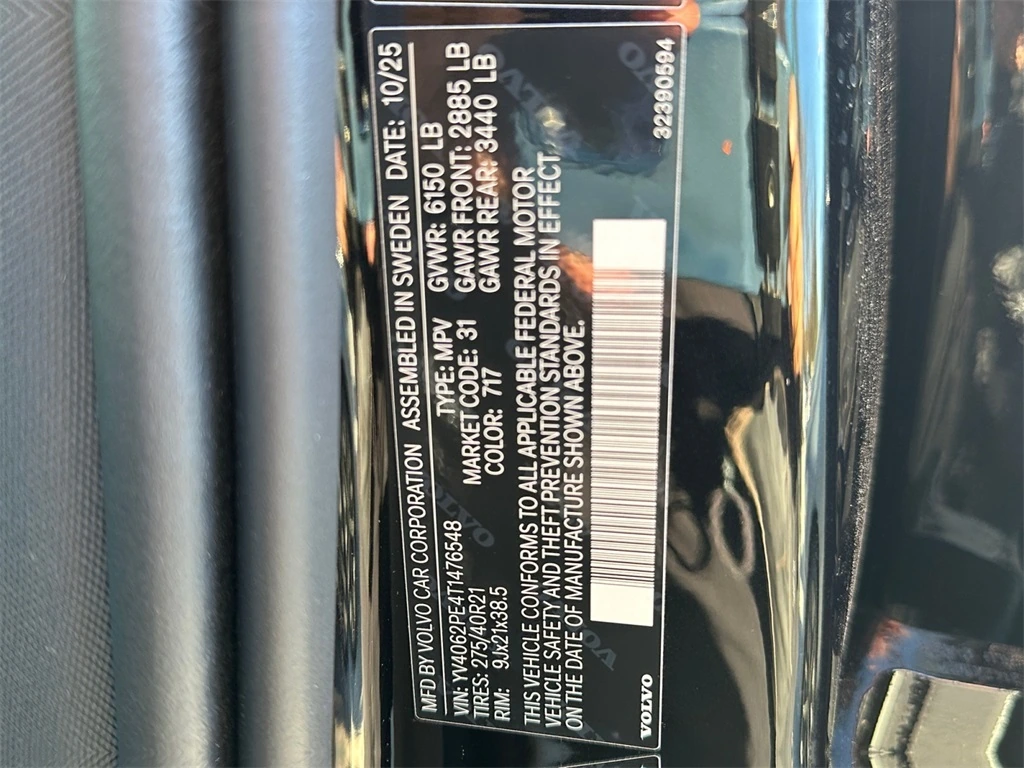 MFD BY VOLVO CAR CORPORATION ASSEMBLED IN SWEDEN DATE: 10/25
VIN: YV4062PE4T1476548 TYPE: MPV GVWR: 6150 LB
TIRES: 275/40R21 MARKET CODE: 31 GAWR FRONT: 2885 LB
RIM: 9Jx21x38.5 COLOR: 717 GAWR REAR: 3440 LB
THIS VEHICLE CONFORMS TO ALL APPLICABLE FEDERAL MOTOR
VEHICLE SAFETY AND THEFT PREVENTION STANDARDS IN EFFECT
ON THE DATE OF MANUFACTURE SHOWN ABOVE.
VOLVO 32390594